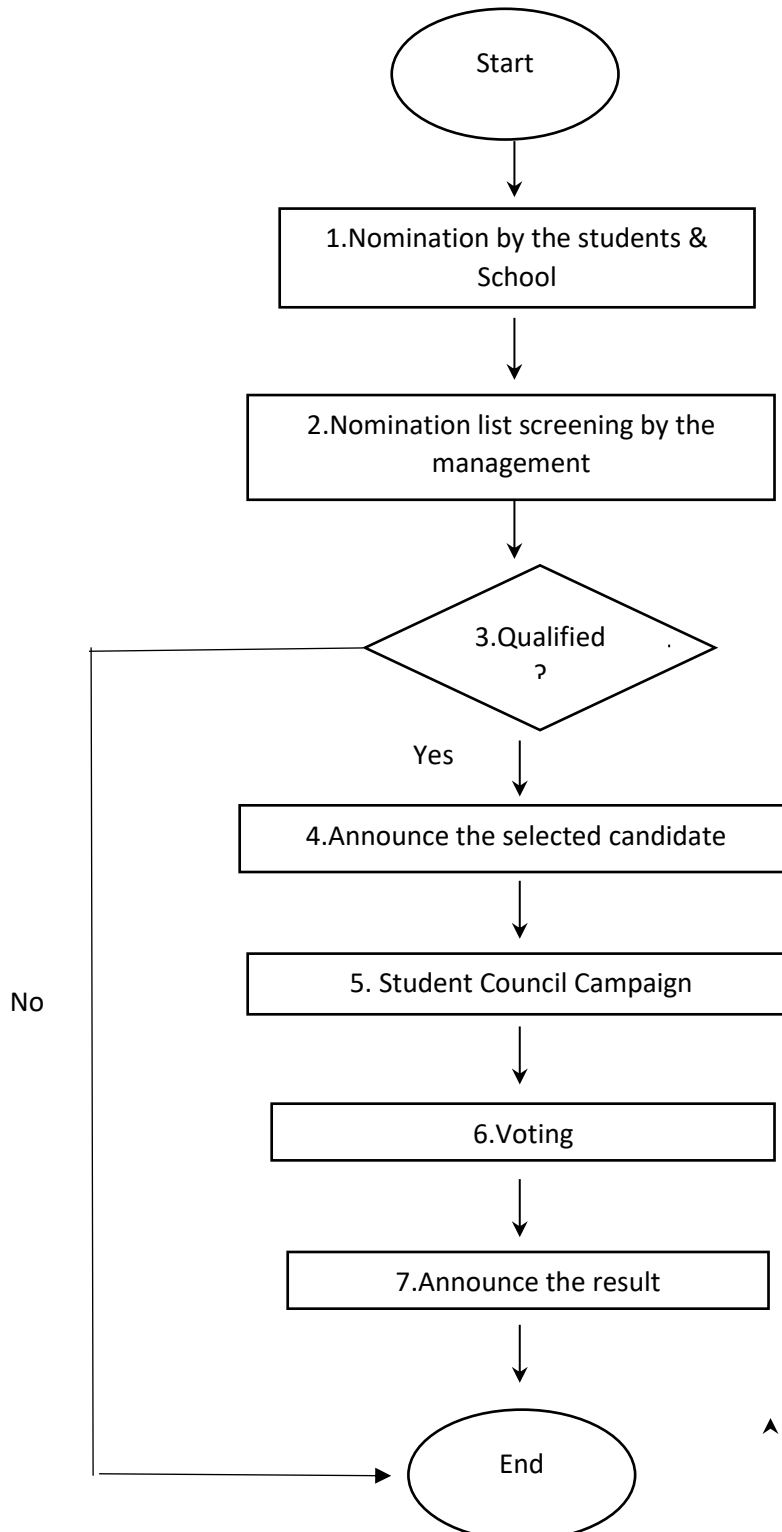 Start
1.Nomination by the students &
School
2.Nomination list screening by the
management
3.Qualified
?
Yes
4.Announce the selected candidate
5. Student Council Campaign
No
6.Voting
7.Announce the result
End